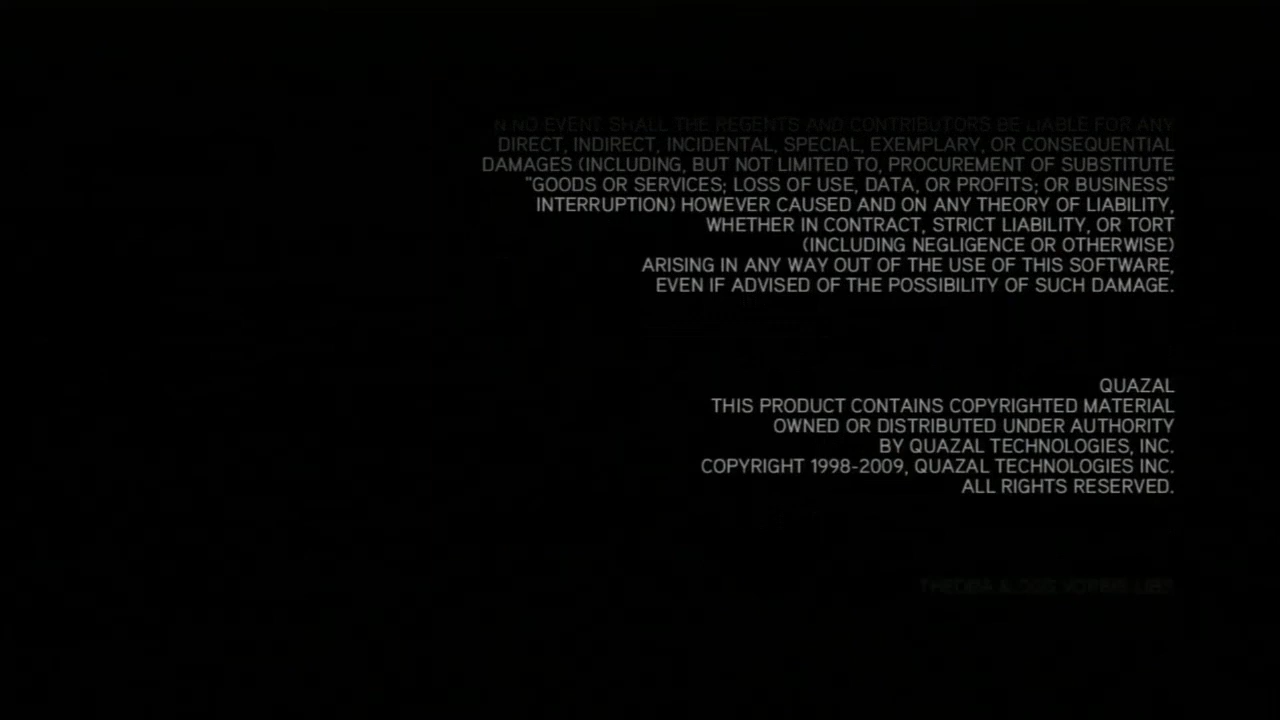 N NO EVENT SHALL THE REGENTS AND CONTRIBUTORS BE LIABLE FOR ANY
DIRECT, INDIRECT, INCIDENTAL, SPECIAL, EXEMPLARY, OR CONSEQUENTIAL
DAMAGES (INCLUDING, BUT NOT LIMITED TO, PROCUREMENT OF SUBSTITUTE
"GOODS OR SERVICES; LOSS OF USE, DATA, OR PROFITS; OR BUSINESS"
INTERRUPTION) HOWEVER CAUSED AND ON ANY THEORY OF LIABILITY,
WHETHER IN CONTRACT, STRICT LIABILITY, OR TORT
(INCLUDING NEGLIGENCE OR OTHERWISE)
ARISING IN ANY WAY OUT OF THE USE OF THIS SOFTWARE,
EVEN IF ADVISED OF THE POSSIBILITY OF SUCH DAMAGE.
QUAZAL
THIS PRODUCT CONTAINS COPYRIGHTED MATERIAL
OWNED OR DISTRIBUTED UNDER AUTHORITY
BY QUAZAL TECHNOLOGIES, INC.
COPYRIGHT 1998-2009, QUAZAL TECHNOLOGIES INC.
ALL RIGHTS RESERVED.